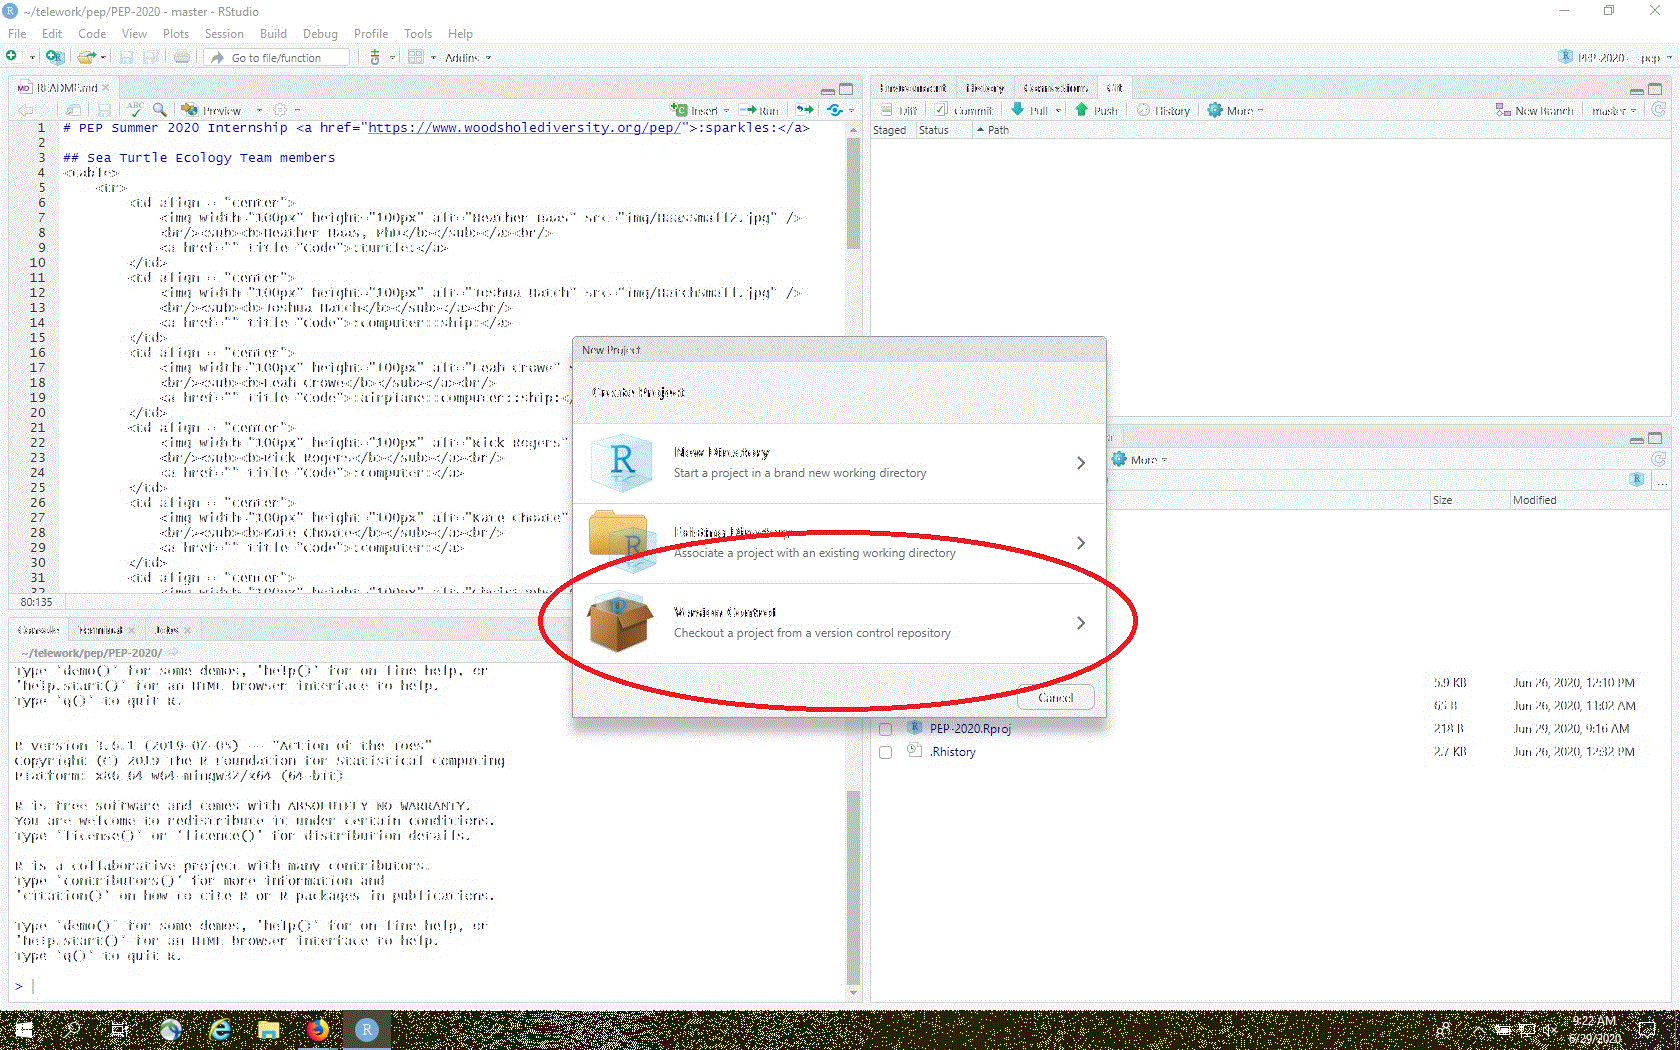 ~/telework/pep/PEP-2020 - master - RStudio
File Edit Code View Plots Session Build Debug Profile Tools Help
Go to file/function Addins PEP-2020 pep
README.md
Preview Insert Run
1 # PEP Summer 2020 Internship <a href="https://www.woodsholediversity.org/pep/">:sparkles:</a>
2
3 ## Sea Turtle Ecology Team members
4 <table>
5 <tr>
6 <td align = "center">
7 <img width="100px" height="100px" alt="Heather Haas" src="img/HaasSmall2.jpg" />
8 <br/><sub><b>Heather Haas, PhD</b></sub></a><br/>
9 <a href="" title="Code">:turtle:</a>
10 </td>
11 <td align = "center">
12 <img width="100px" height="100px" alt="Joshua Hatch" src="img/HatchSmall.jpg" />
13 <br/><sub><b>Joshua Hatch</b></sub></a><br/>
14 <a href="" title="Code">:computer::ship:</a>
15 </td>
16 <td align = "center">
17 <img width="100px" height="100px" alt="Leah Crowe"
18 <br/><sub><b>Leah Crowe</b></sub></a><br/>
19 <a href="" title="Code">:airplane::computer::ship:</
20 </td>
21 <td align = "center">
22 <img width="100px" height="100px" alt="Rick Rogers"
23 <br/><sub><b>Rick Rogers</b></sub></a><br/>
24 <a href="" title="Code">:computer:</a>
25 </td>
26 <td align = "center">
27 <img width="100px" height="100px" alt="Kate Choate"
28 <br/><sub><b>Kate Choate</b></sub></a><br/>
29 <a href="" title="Code">:computer:</a>
30 </td>
31 <td align = "center">
80:135
Console Terminal Jobs
~/telework/pep/PEP-2020/
Type 'demo()' for some demos, 'help()' for on-line help, or
'help.start()' for an HTML browser interface to help.
Type 'q()' to quit R.
R version 3.6.1 (2019-07-05) -- "Action of the Toes"
Copyright (C) 2019 The R Foundation for Statistical Computing
Platform: x86_64-w64-mingw32/x64 (64-bit)
R is free software and comes with ABSOLUTELY NO WARRANTY.
You are welcome to redistribute it under certain conditions.
Type 'license()' or 'licence()' for distribution details.
R is a collaborative project with many contributors.
Type 'contributors()' for more information and
'citation()' on how to cite R or R packages in publications.
Type 'demo()' for some demos, 'help()' for on-line help, or
'help.start()' for an HTML browser interface to help.
Type 'q()' to quit R.
>
Environment History Connections Git
Diff Commit Pull Push History More New Branch master
Staged Status Path
New Project
Create Project
New Directory
Start a project in a brand new working directory
Existing Directory
Associate a project with an existing working directory
Version Control
Checkout a project from a version control repository
Cancel
More
Size Modified
5.9 KB Jun 26, 2020, 12:10 PM
65 B Jun 26, 2020, 11:02 AM
PEP-2020.Rproj 218 B Jun 29, 2020, 9:16 AM
.Rhistory 2.7 KB Jun 26, 2020, 12:32 PM
9:22 AM
6/29/2020